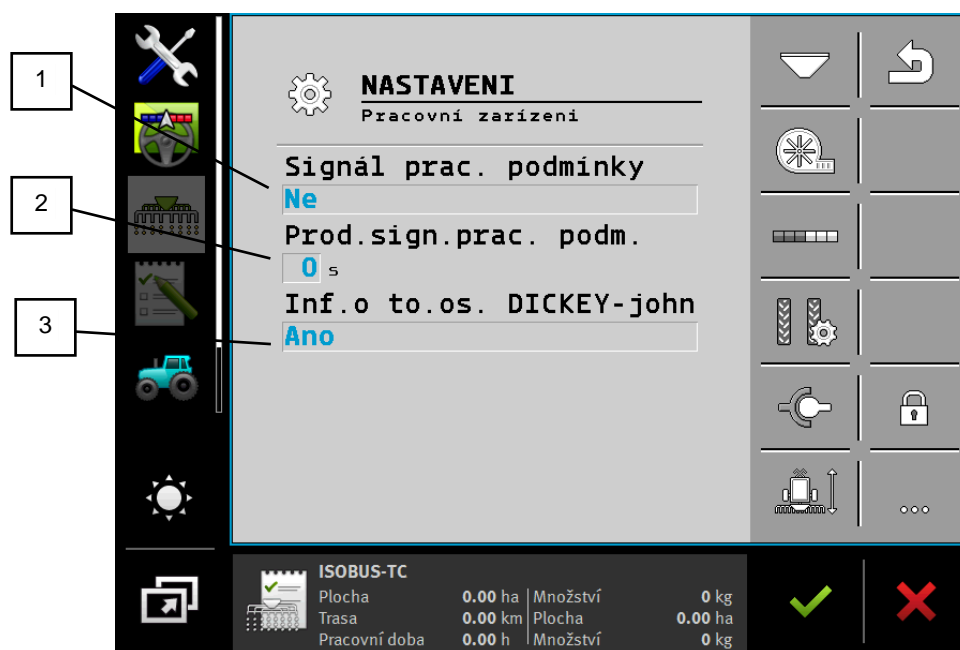 1
2
3
NASTAVENI
Pracovní zarízeni
Signál prac. podmínky
Ne
Prod.sign.prac. podm.
0 s
Inf.o to.os. DICKEY-john
Ano
ISOBUS-TC
Plocha 0.00 ha Množství 0 kg
Trasa 0.00 km Plocha 0.00 ha
Pracovní doba 0.00 h Množství 0 kg